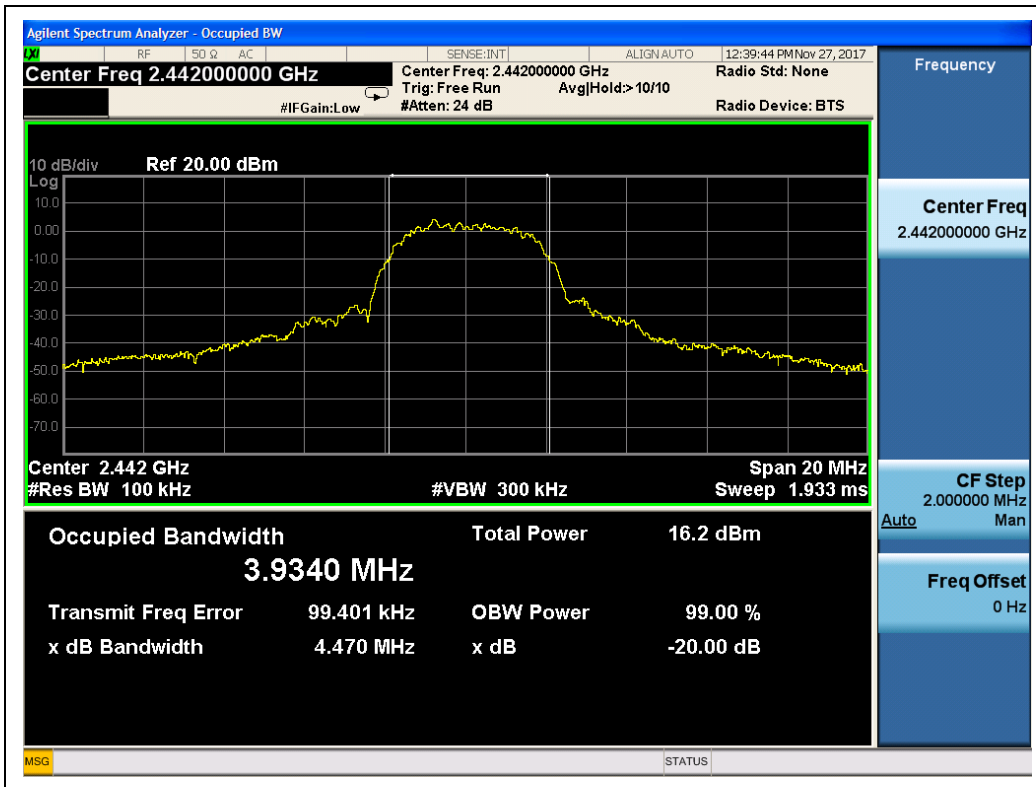 Agilent Spectrum Analyzer - Occupied BW
LXI RF 50 Ω AC SENSE:INT ALIGN AUTO 12:39:44 PM Nov 27, 2017
Center Freq 2.442000000 GHz
#IFGain:Low
Center Freq: 2.442000000 GHz
Trig: Free Run Avg|Hold:> 10/10
#Atten: 24 dB
Radio Std: None
Radio Device: BTS
10 dB/div Ref 20.00 dBm
Log
10.0
0.00
-10.0
-20.0
-30.0
-40.0
-50.0
-60.0
-70.0
Center 2.442 GHz Span 20 MHz
#Res BW 100 kHz #VBW 300 kHz Sweep 1.933 ms
Occupied Bandwidth Total Power 16.2 dBm
3.9340 MHz
Transmit Freq Error 99.401 kHz OBW Power 99.00 %
x dB Bandwidth 4.470 MHz x dB -20.00 dB
Frequency
Center Freq
2.442000000 GHz
CF Step
2.000000 MHz
Auto Man
Freq Offset
0 Hz
MSG STATUS